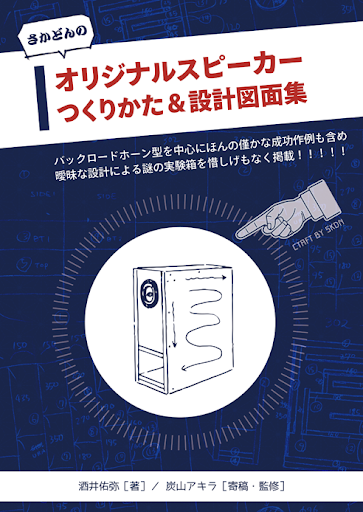 さかどんの
オリジナルスピーカー
つくりかた＆設計図面集
バックロードホーン型を中心にほんの僅かな成功作例も含め
曖昧な設計による謎の実験箱を惜しげもなく掲載！！！！！
CTAFT BY SKDN
酒井佑弥［著］／ 炭山アキラ［寄稿・監修］